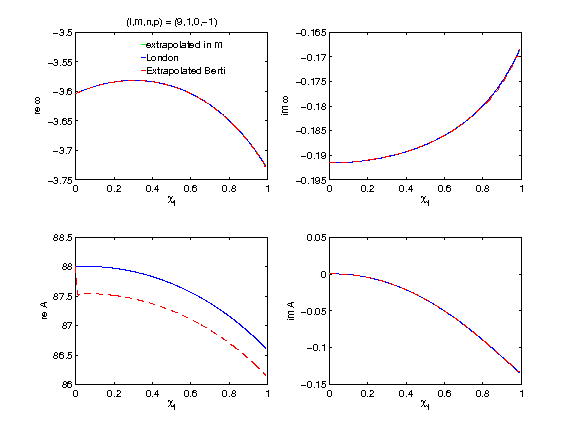 (l,m,n,p) = (9,1,0,−1)
−3.5
−3.55
−3.6
−3.65
−3.7
−3.75
re ω
extrapolated in m
London
Extrapolated Berti
0 0.2 0.4 0.6 0.8 1
χf
−0.165
−0.17
−0.175
−0.18
−0.185
−0.19
−0.195
im ω
0 0.2 0.4 0.6 0.8 1
χf
88.5
88
87.5
87
86.5
86
re A
0 0.2 0.4 0.6 0.8 1
χf
0.05
0
−0.05
−0.1
−0.15
im A
0 0.2 0.4 0.6 0.8 1
χf